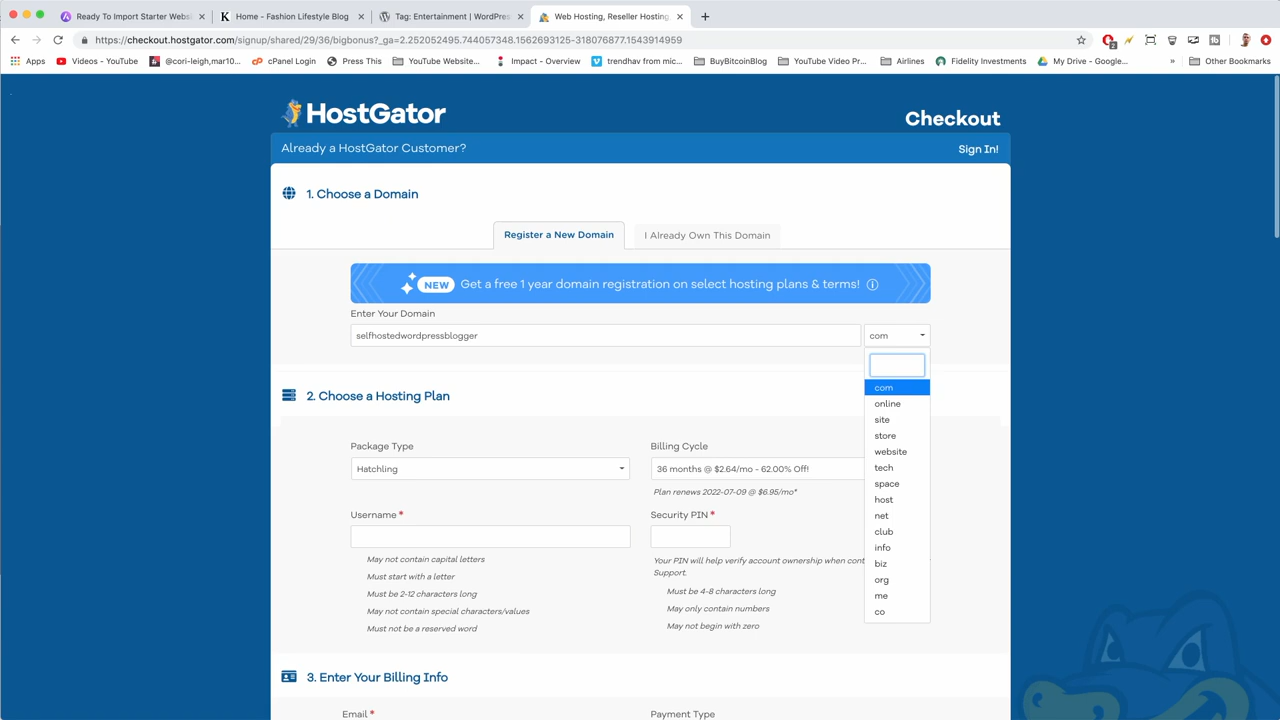 Ready To Import Starter Websi
Home - Fashion Lifestyle Blog
Tag: Entertainment | WordPres
Web Hosting, Reseller Hosting
https://checkout.hostgator.com/signup/shared/29/36/bigbonus?_ga=2.252052495.744057348.1562693125-318076877.1543914959
2
Apps
Videos - YouTube
@cori-leigh,mar10...
cPanel Login
Press This
YouTube Website...
Impact - Overview
trendhav from mic...
BuyBitcoinBlog
YouTube Video Pr...
Airlines
Fidelity Investments
My Drive - Google...
»
Other Bookmarks
HostGator
Checkout
Already a HostGator Customer?
Sign In!
1. Choose a Domain
Register a New Domain
I Already Own This Domain
NEW Get a free 1 year domain registration on select hosting plans & terms!
Enter Your Domain
selfhostedwordpressblogger
com
com
online
site
store
website
tech
space
host
net
club
info
biz
org
me
co
2. Choose a Hosting Plan
Package Type
Hatchling
Billing Cycle
36 months @ $2.64/mo - 62.00% Off!
Plan renews 2022-07-09 @ $6.95/mo*
Username *
May not contain capital letters
Must start with a letter
Must be 2-12 characters long
May not contain special characters/values
Must not be a reserved word
Security PIN *
Your PIN will help verify account ownership when cont
Support.
Must be 4-8 characters long
May only contain numbers
May not begin with zero
3. Enter Your Billing Info
Email *
Payment Type